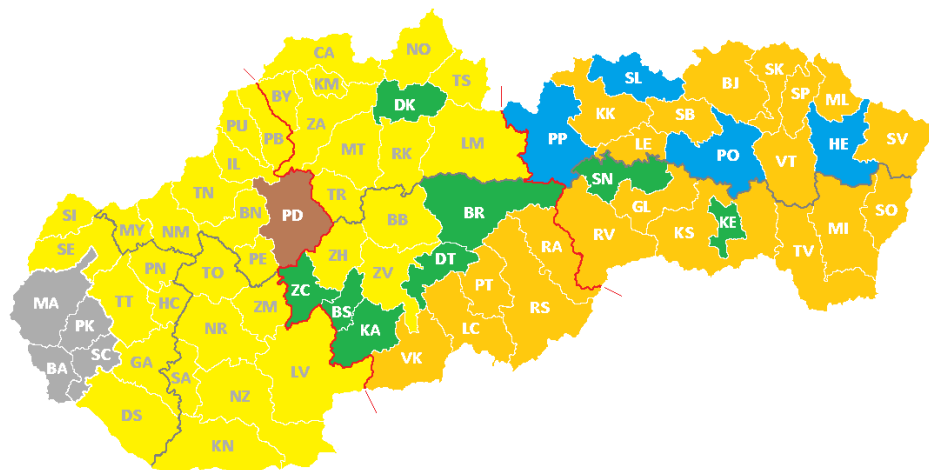 CA
NO
KM
TS
BY
DK
PU
PB
ZA
IL
MT
RK
LM
TN
BN
PD
TR
SI
MY
NM
BB
BR
SE
PN
TO
PE
ZH
ZV
DT
MA
TT
HC
ZM
ZC
BS
KA
PK
NR
BA
SC
GA
SA
LV
DS
NZ
KN
SL
BJ
SK
SP
ML
KK
SB
SV
PP
LE
PO
VT
HE
SN
GL
KE
SO
RA
RV
KS
TV
MI
PT
RS
LC
VK